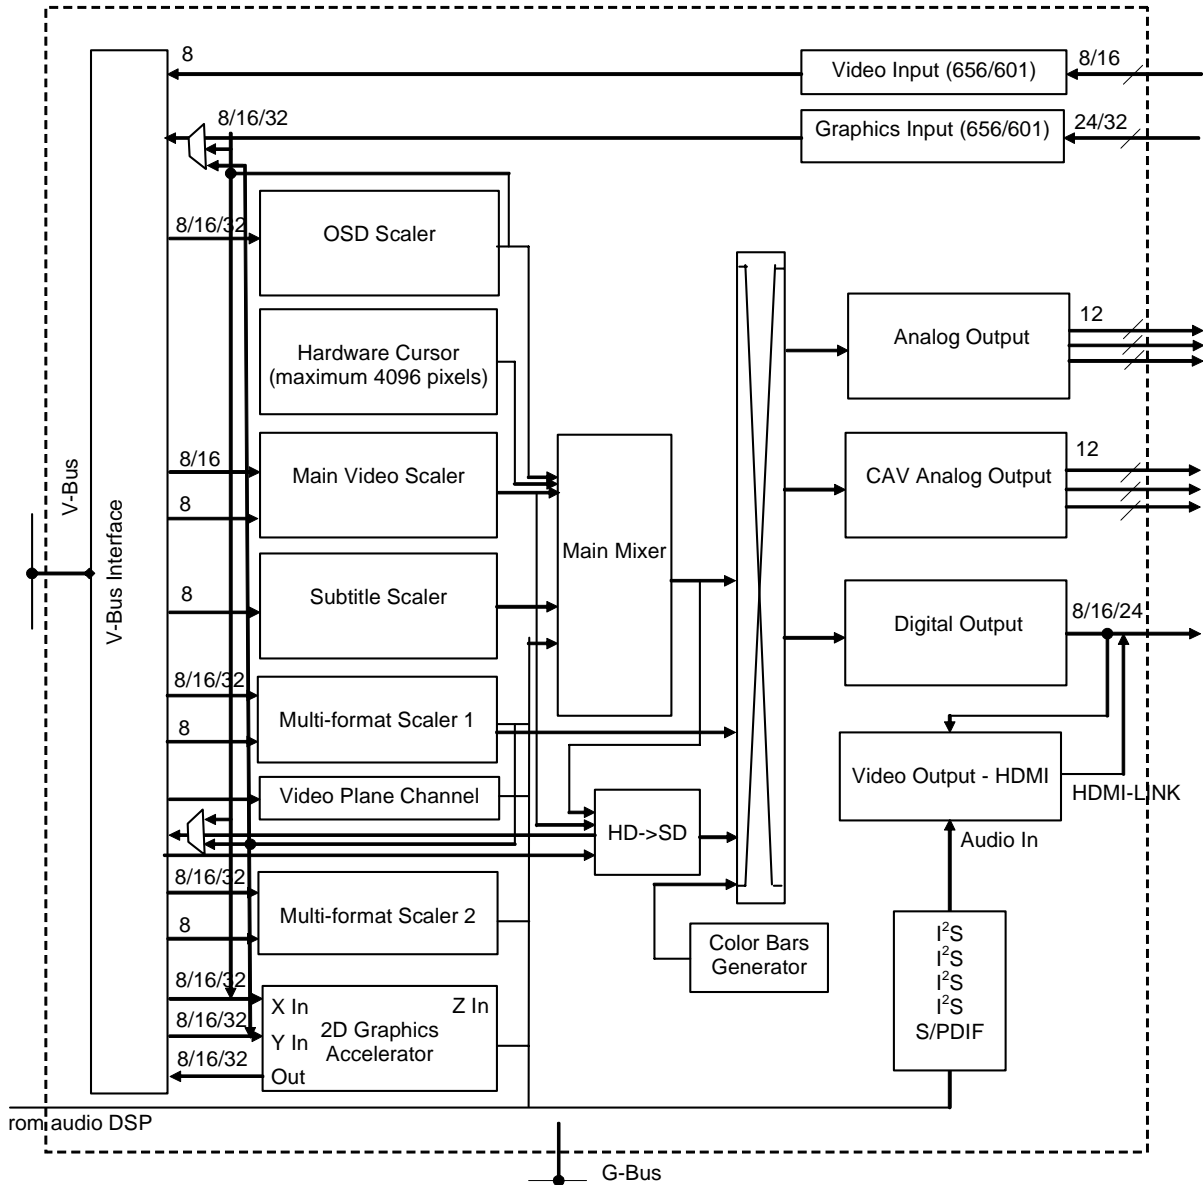 8
Video Input (656/601)
8/16
8/16/32
Graphics Input (656/601)
24/32
8/16/32
OSD Scaler
Hardware Cursor
(maximum 4096 pixels)
Analog Output
12
V-Bus
V-Bus Interface
8/16
8
Main Video Scaler
Main Mixer
CAV Analog Output
12
8
Subtitle Scaler
Digital Output
8/16/24
8/16/32
8
Multi-format Scaler 1
Video Output - HDMI
HDMI-LINK
Video Plane Channel
HD->SD
Audio In
8/16/32
8
Multi-format Scaler 2
Color Bars
Generator
I²S
I²S
I²S
I²S
S/PDIF
8/16/32
8/16/32
8/16/32
X In
Y In
Out
Z In
2D Graphics
Accelerator
rom audio DSP
G-Bus